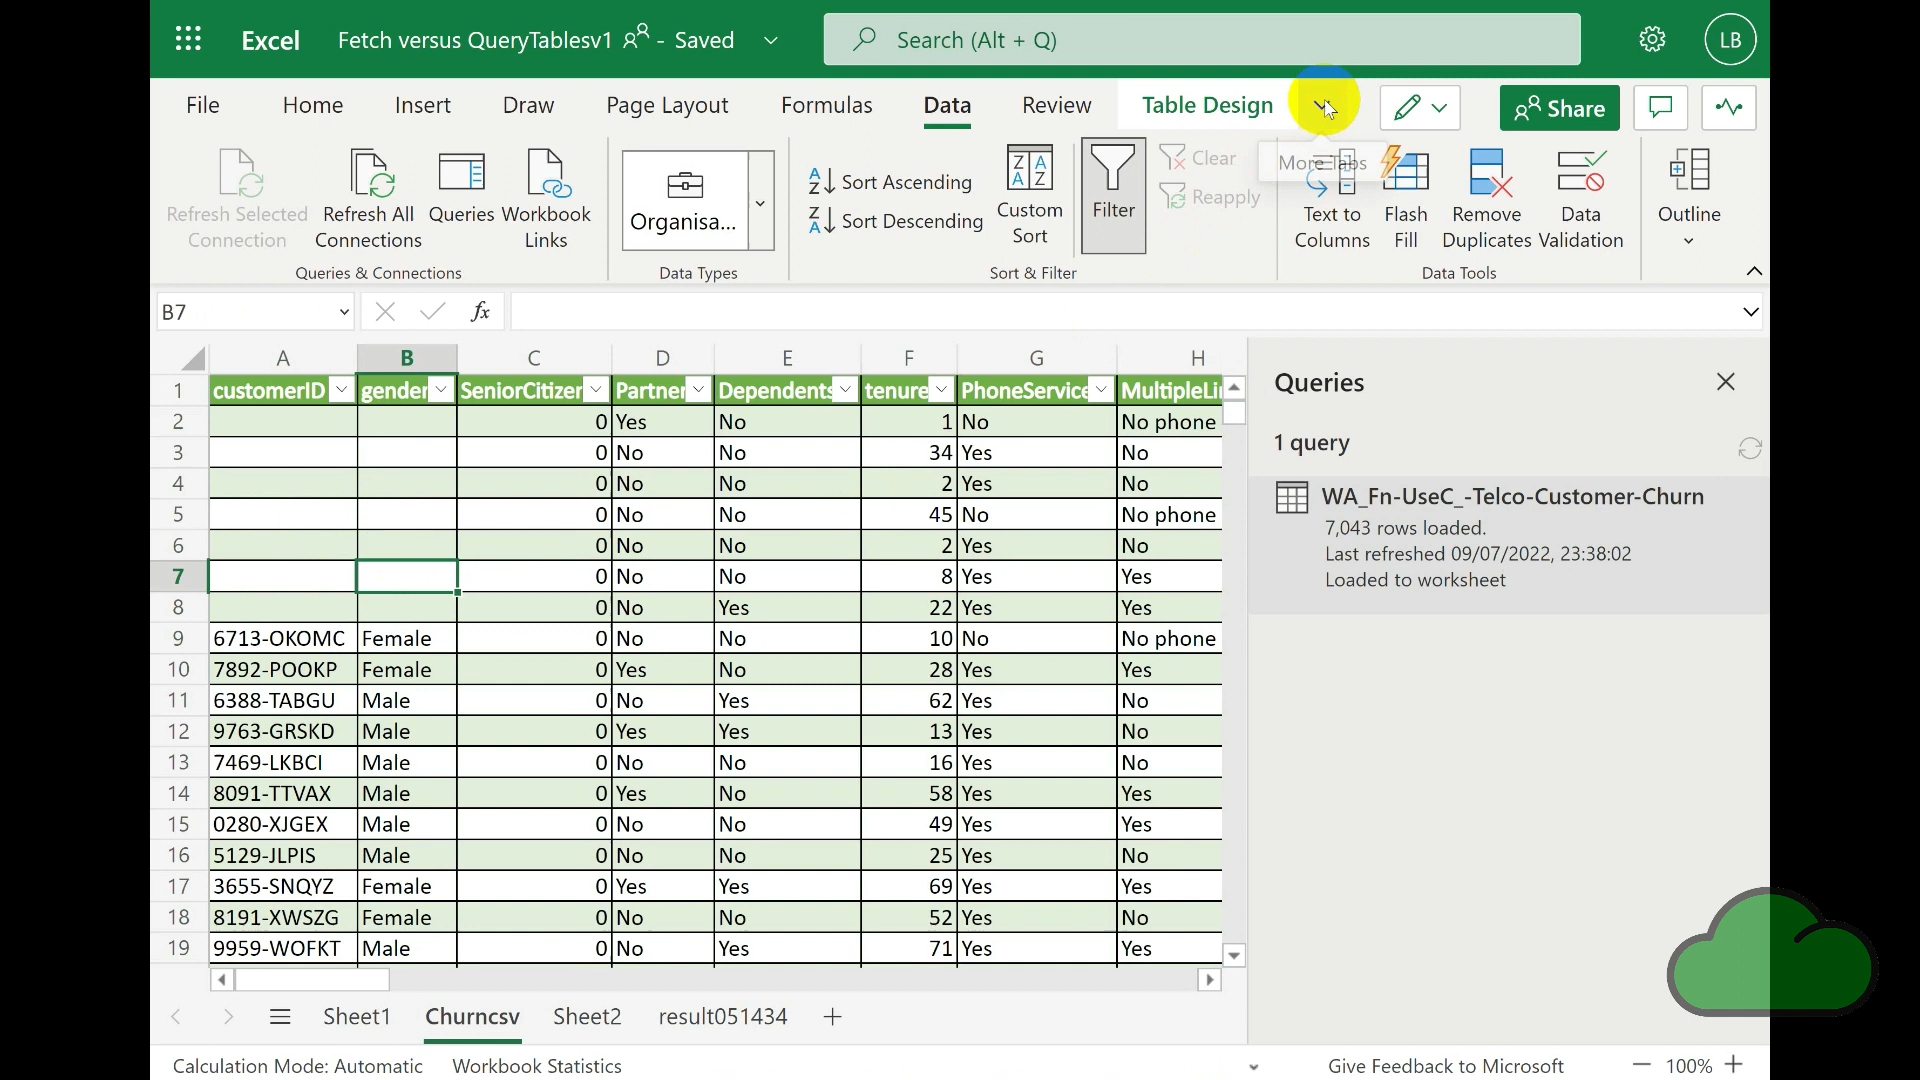 Excel
Fetch versus QueryTablesv1 - Saved
Search (Alt + Q)
LB
File Home Insert Draw Page Layout Formulas Data Review Table Design
Share
Refresh Selected Connection
Refresh All Connections
Queries
Workbook Links
Queries & Connections
Organisa...
Data Types
Sort Ascending
Sort Descending
Custom Sort
Filter
Clear
Reapply
Sort & Filter
More Tabs
Text to Columns
Flash Fill
Remove Duplicates
Data Validation
Data Tools
Outline
B7
fx
A B C D E F G H
1 customerID gender SeniorCitizen Partner Dependents tenure PhoneService MultipleLi
2 0 Yes No 1 No No phone
3 0 No No 34 Yes No
4 0 No No 2 Yes No
5 0 No No 45 No No phone
6 0 No No 2 Yes No
7 0 No No 8 Yes Yes
8 0 No Yes 22 Yes Yes
9 6713-OKOMC Female 0 No No 10 No No phone
10 7892-POOKP Female 0 Yes No 28 Yes Yes
11 6388-TABGU Male 0 No Yes 62 Yes No
12 9763-GRSKD Male 0 Yes Yes 13 Yes No
13 7469-LKBCI Male 0 No No 16 Yes No
14 8091-TTVAX Male 0 Yes No 58 Yes Yes
15 0280-XJGEX Male 0 No No 49 Yes Yes
16 5129-JLPIS Male 0 No No 25 Yes No
17 3655-SNQYZ Female 0 Yes Yes 69 Yes Yes
18 8191-XWSZG Female 0 No No 52 Yes No
19 9959-WOFKT Male 0 No Yes 71 Yes Yes
Queries
1 query
WA_Fn-UseC_-Telco-Customer-Churn
7,043 rows loaded.
Last refreshed 09/07/2022, 23:38:02
Loaded to worksheet
Sheet1 Churncsv Sheet2 result051434
Calculation Mode: Automatic Workbook Statistics
Give Feedback to Microsoft
100%